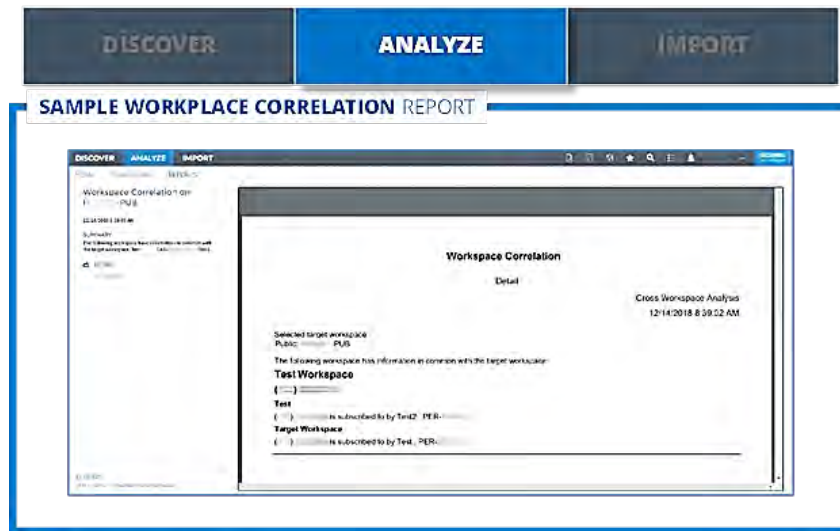 DISCOVER
ANALYZE
IMPORT
SAMPLE WORKPLACE CORRELATION REPORT
DISCOVER ANALYZE IMPORT
Workspace Correlation on
PUB
SUMMARY
Workspace Correlation
Detail
Cross Workspace Analysis
12/14/2018 8:39:02 AM
Selected target workspace
Public PUB
The following workspace has information in common with the target workspace:
Test Workspace
Test
is subscribed to by Test2, PER-
Target Workspace
is subscribed to by Test, PER-